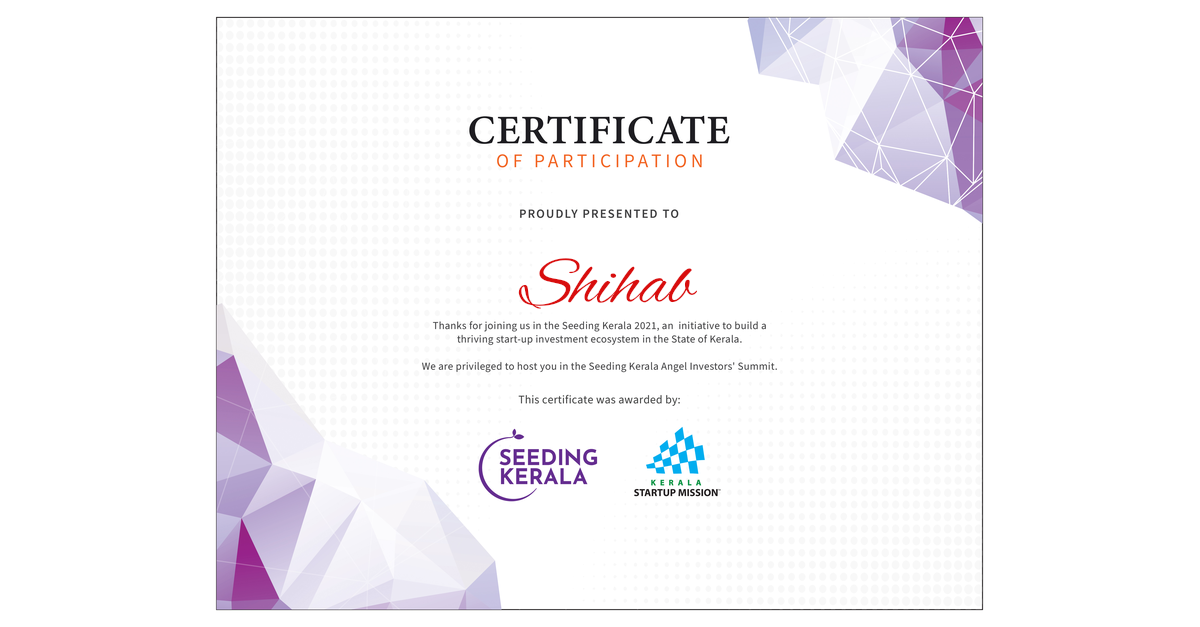 CERTIFICATE
OF PARTICIPATION
PROUDLY PRESENTED TO
Shihab
Thanks for joining us in the Seeding Kerala 2021, an initiative to build a
thriving start-up investment ecosystem in the State of Kerala.
We are privileged to host you in the Seeding Kerala Angel Investors' Summit.
This certificate was awarded by:
SEEDING
KERALA
KERALA
STARTUP MISSION